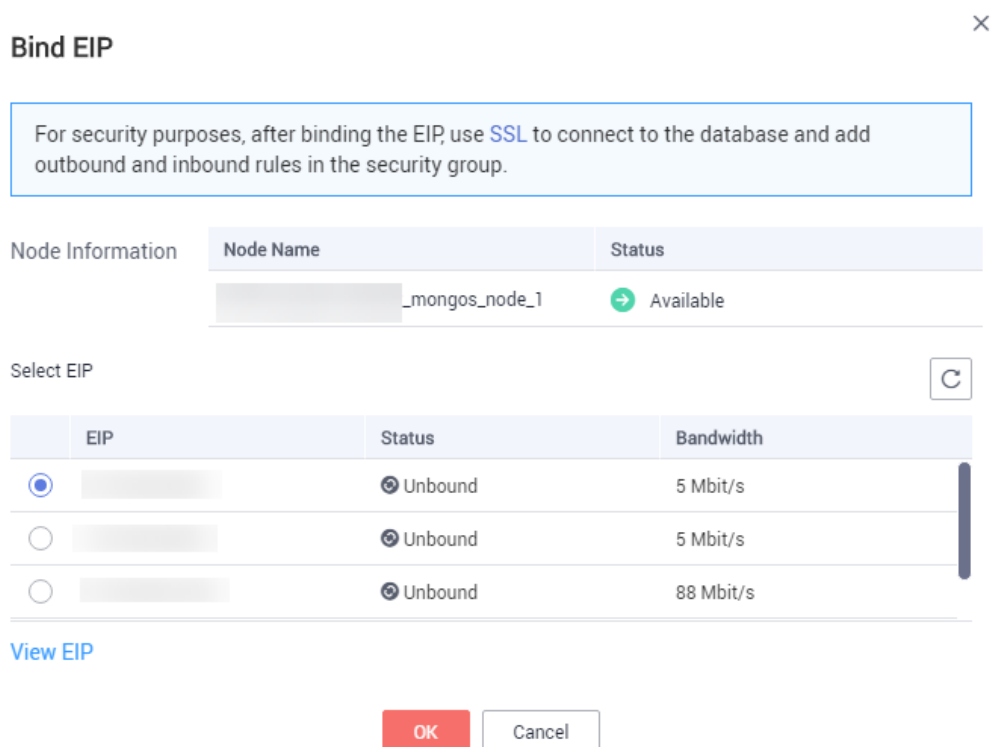 Bind EIP
For security purposes, after binding the EIP, use SSL to connect to the database and add
outbound and inbound rules in the security group.
Node Information
Node Name Status
_mongos_node_1 Available
Select EIP
EIP Status Bandwidth
Unbound 5 Mbit/s
Unbound 5 Mbit/s
Unbound 88 Mbit/s
View EIP
OK Cancel